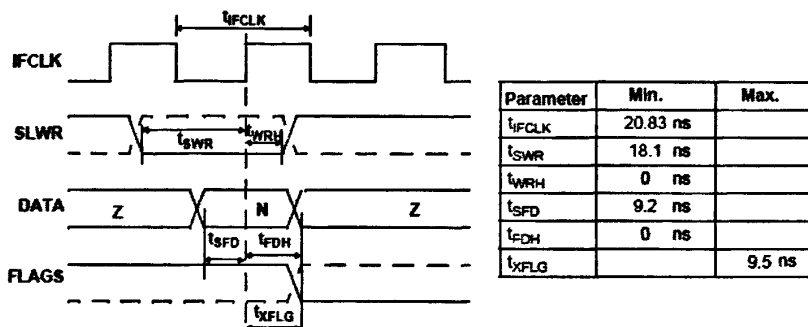 tIFCLK
IFCLK
SLWR
tSWR
tWRH
DATA
Z
N
Z
tSFD
tFDH
FLAGS
tXFLG
Parameter Min. Max.
tIFCLK 20.83 ns
tSWR 18.1 ns
tWRH 0 ns
tSFD 9.2 ns
tFDH 0 ns
tXFLG 9.5 ns